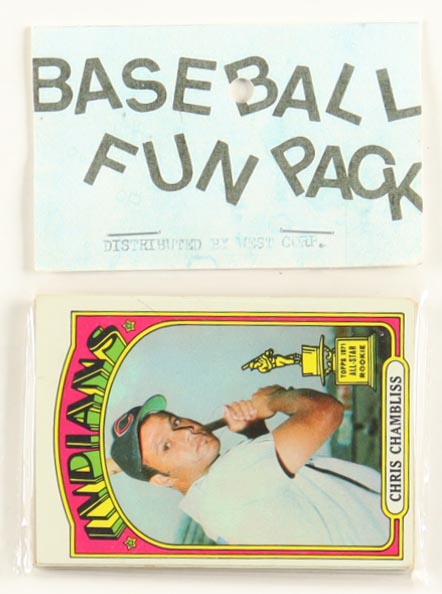 BASEBALL
FUN PACK
DISTRIBUTED BY WEST CORP.
INDIANS
C
TOPPS 1971
ALL-STAR
ROOKIE
CHRIS CHAMBLISS